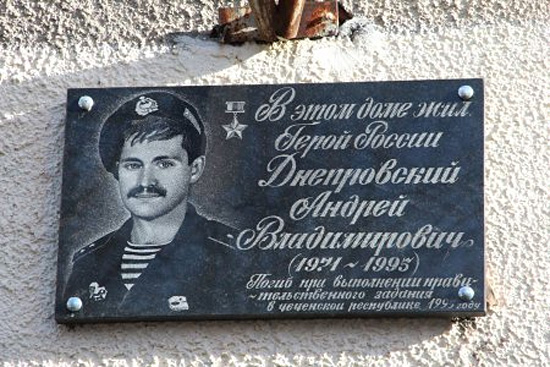 В этом доме жил
Герой России
Днепровский
Андрей
Владимирович
(1971~1995)
Погиб при выполнении прави-
-тельственного задания
в чеченской республике 1995 году